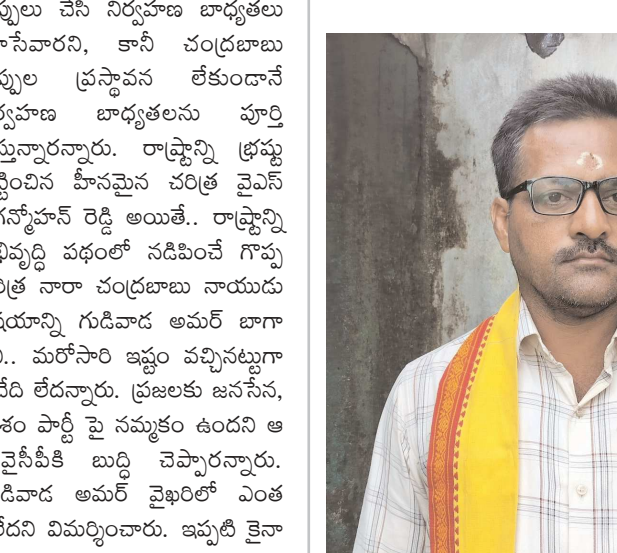 ప్పులు చేసి నిర్వహణ బాధ్యతలు
సేవారని, కానీ చంద్రబాబు
ప్పుల ప్రస్థావన లేకుండానే
ర్వహణ బాధ్యతలను పూర్తి
స్తున్నారన్నారు. రాష్ట్రాన్ని భ్రష్టు
ట్టించిన హీనమైన చరిత్ర వైఎస్
గన్మోహన్ రెడ్డి అయితే.. రాష్ట్రాన్ని
భివృద్ధి పథంలో నడిపించే గొప్ప
రిత్ర నారా చంద్రబాబు నాయుడు
షయాన్ని గుడివాడ అమర్ బాగా
.. మరోసారి ఇష్టం వచ్చినట్టుగా
వేది లేదన్నారు. ప్రజలకు జనసేన,
శం పార్టీ పై నమ్మకం ఉందని ఆ
వైసీపీకి బుద్ధి చెప్పారన్నారు.
డివాడ అమర్ వైఖరిలో ఎంత
లేదని విమర్శించారు. ఇప్పటి కైనా